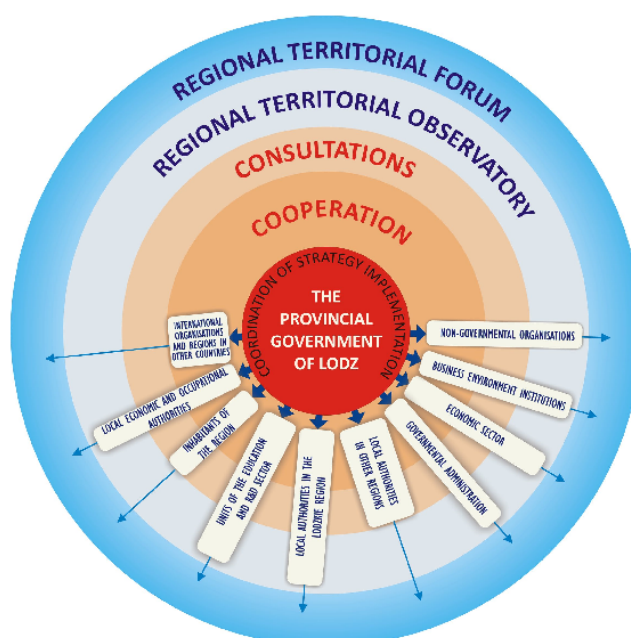 REGIONAL TERRITORIAL FORUM
REGIONAL TERRITORIAL OBSERVATORY
CONSULTATIONS
COOPERATION
COORDINATION OF STRATEGY IMPLEMENTATION
THE
PROVINCIAL
GOVERNMENT
OF LODZ
INTERNATIONAL
ORGANISATIONS
AND REGIONS IN
OTHER COUNTRIES
LOCAL ECONOMIC AND OCCUPATIONAL
AUTHORITIES
INHABITANTS OF
THE REGION
UNITS OF THE EDUCATION
AND R&D SECTOR
LOCAL AUTHORITIES IN THE
LODZKIE REGION
LOCAL AUTHORITIES
IN OTHER REGIONS
GOVERNMENTAL ADMINISTRATION
ECONOMIC SECTOR
BUSINESS ENVIRONMENT INSTITUTIONS
NON-GOVERNMENTAL ORGANISATIONS